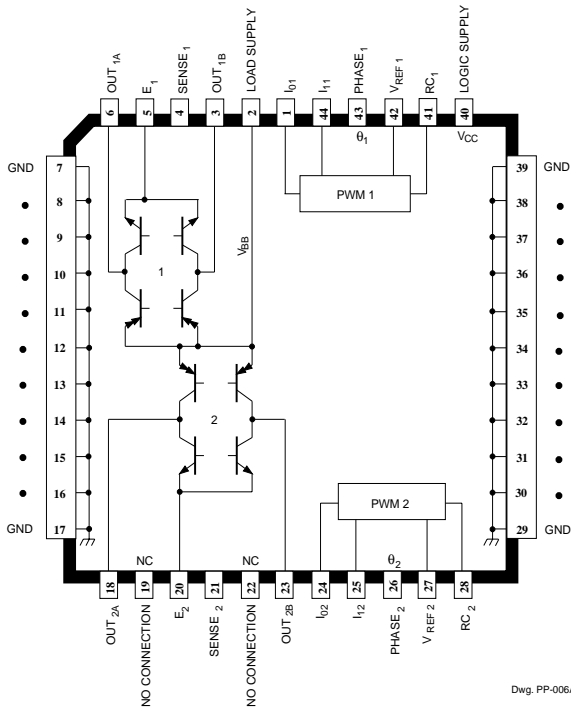 OUT 1A
E 1
SENSE 1
OUT 1B
LOAD SUPPLY
I 01
I 11
PHASE 1
V REF 1
RC 1
LOGIC SUPPLY
6 5 4 3 2 1 44 43 42 41 40
θ1
VCC
GND 7 39 GND
PWM 1
8 38
9 37
VBB
10 1 36
11 35
12 34
13 33
14 2 32
15 31
PWM 2
16 30
GND 17 29 GND
NC
NC
θ2
18 19 20 21 22 23 24 25 26 27 28
OUT 2A
NO CONNECTION
E 2
SENSE 2
NO CONNECTION
OUT 2B
I 02
I 12
PHASE 2
V REF 2
RC 2